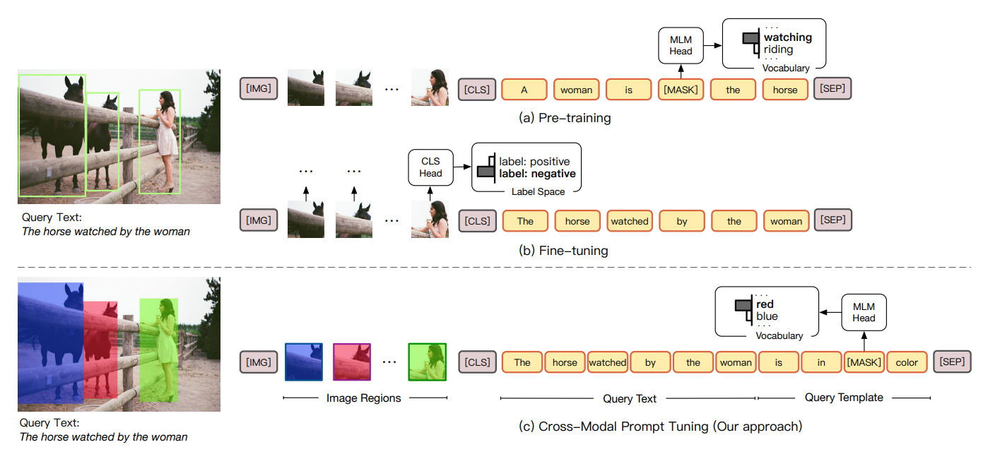 MLM
Head
. . .
watching
riding
. . .
Vocabulary
[IMG]
...
[CLS]
A
woman
is
[MASK]
the
horse
[SEP]
(a) Pre-training
Query Text:
The horse watched by the woman
...
...
CLS
Head
label: positive
label: negative
Label Space
[IMG]
...
[CLS]
The
horse
watched
by
the
woman
[SEP]
(b) Fine-tuning
. . .
red
blue
. . .
Vocabulary
MLM
Head
[IMG]
...
[CLS]
The
horse
watched
by
the
woman
is
in
[MASK]
color
[SEP]
Image Regions
Query Text
Query Template
Query Text:
The horse watched by the woman
(c) Cross-Modal Prompt Tuning (Our approach)